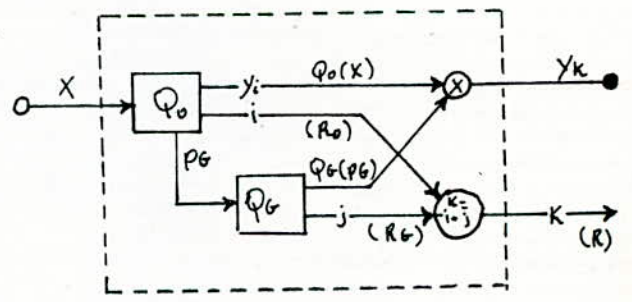 X
Q₀
yᵢ
Q₀(X)
X
yK
i
(R₀)
PG
QG(PG)
QG
j
(RG)
K=
i·j
K
(R)